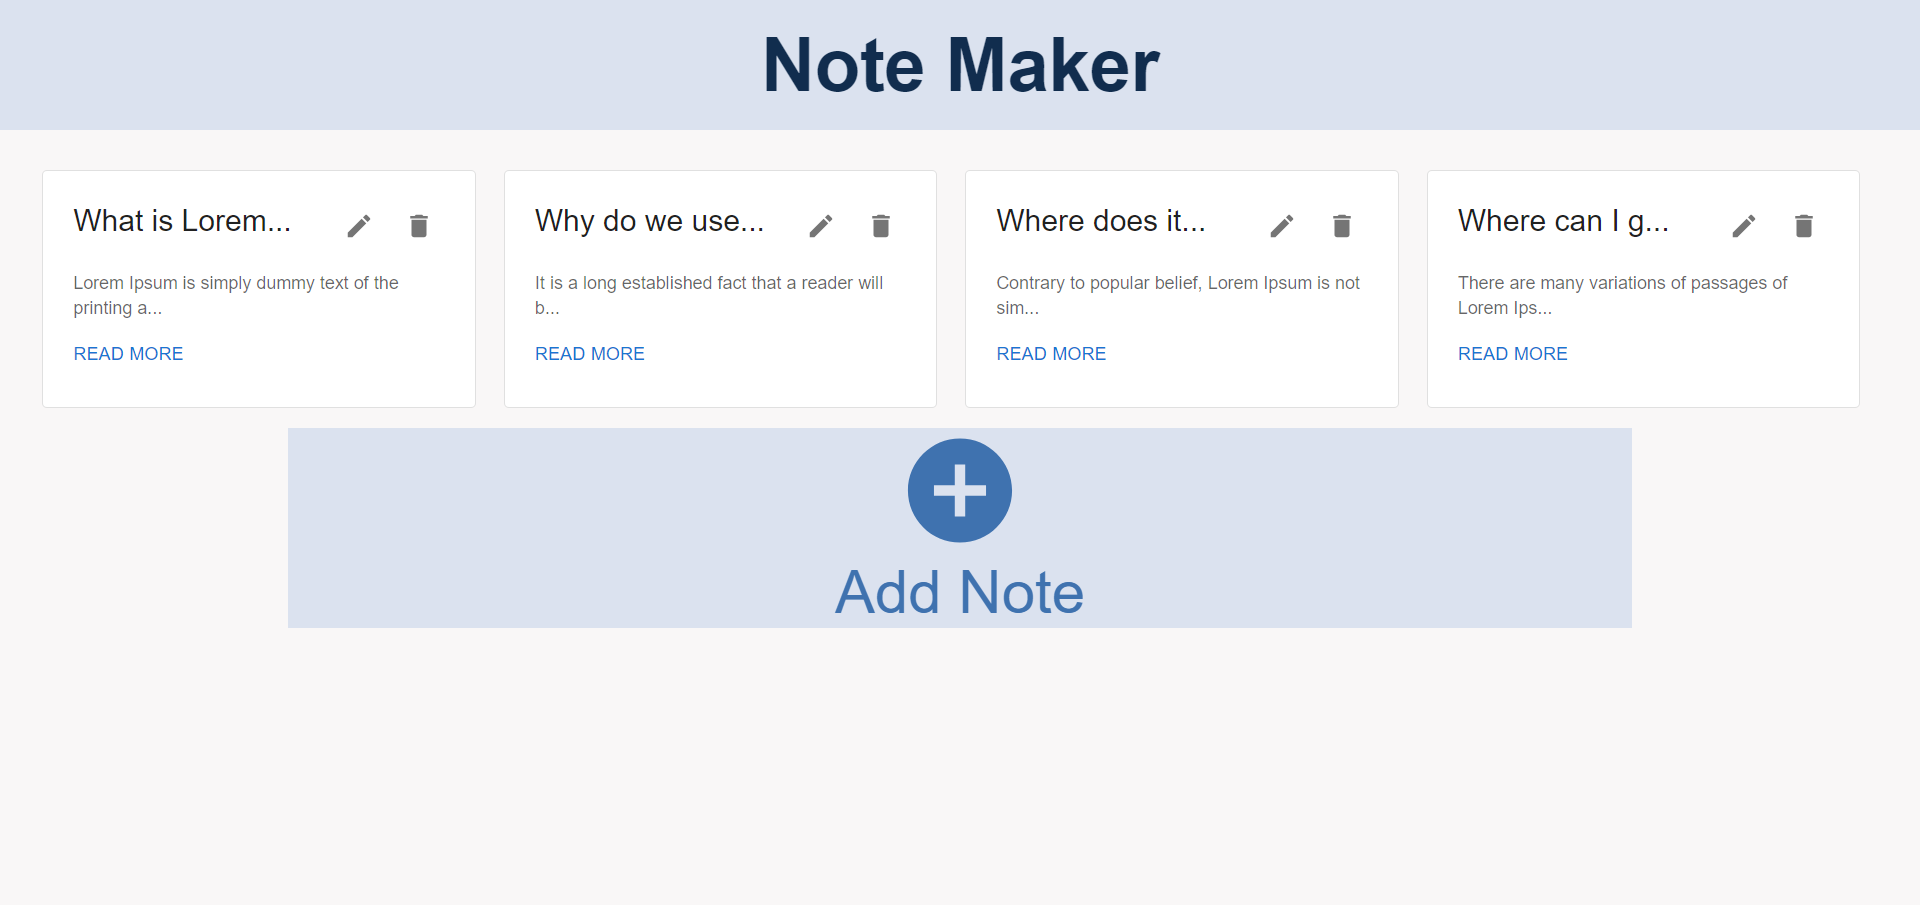 Note Maker
What is Lorem...
Lorem Ipsum is simply dummy text of the
printing a...
READ MORE
Why do we use...
It is a long established fact that a reader will
b...
READ MORE
Where does it...
Contrary to popular belief, Lorem Ipsum is not
sim...
READ MORE
Where can I g...
There are many variations of passages of
Lorem Ips...
READ MORE
Add Note